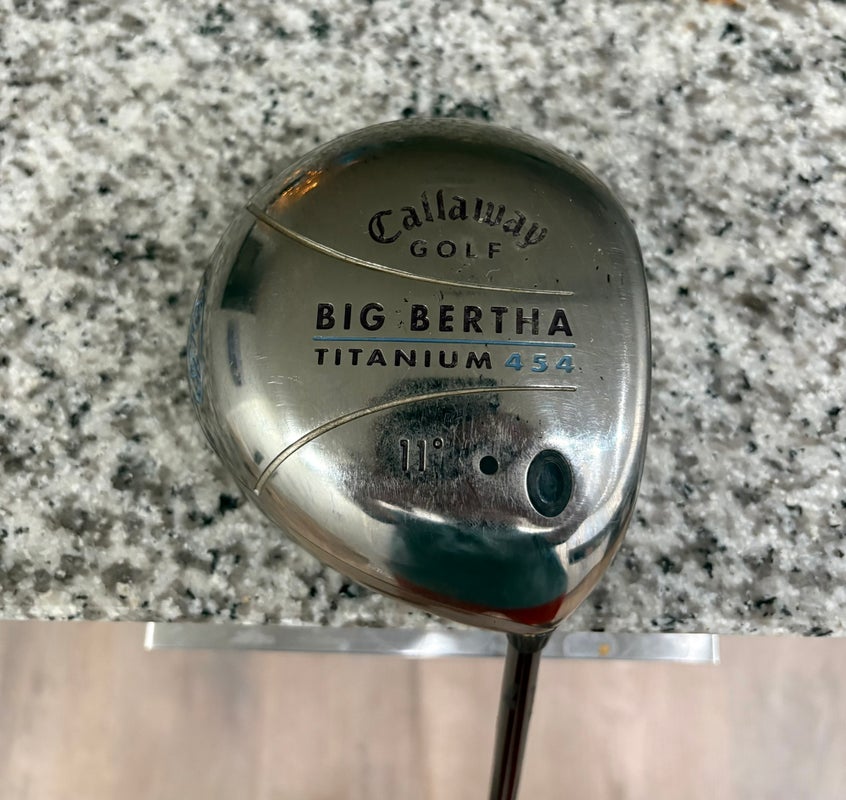 Callaway
GOLF
BIG BERTHA
TITANIUM 454
11°